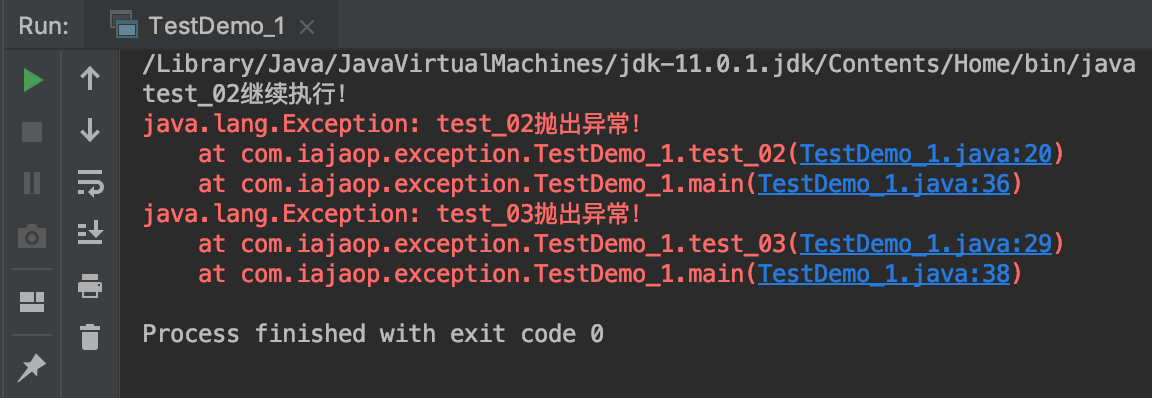 Run: TestDemo_1
/Library/Java/JavaVirtualMachines/jdk-11.0.1.jdk/Contents/Home/bin/java
test_02继续执行!
java.lang.Exception: test_02抛出异常!
    at com.iajaop.exception.TestDemo_1.test_02(TestDemo_1.java:20)
    at com.iajaop.exception.TestDemo_1.main(TestDemo_1.java:36)
java.lang.Exception: test_03抛出异常!
    at com.iajaop.exception.TestDemo_1.test_03(TestDemo_1.java:29)
    at com.iajaop.exception.TestDemo_1.main(TestDemo_1.java:38)
Process finished with exit code 0